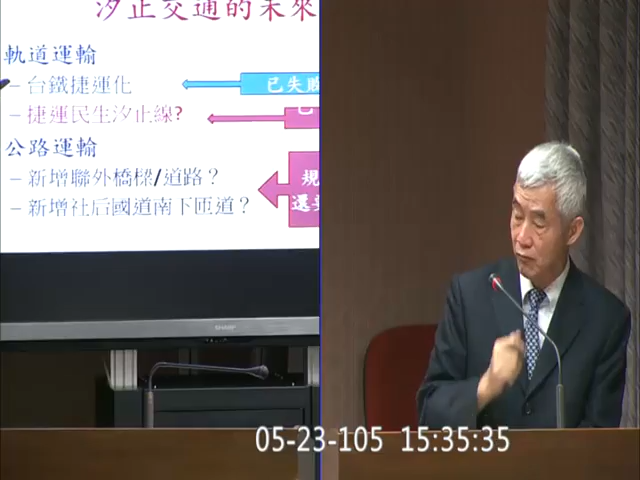 汐止交通的未來
軌道運輸
–台鐵捷運化
已失敗
–捷運民生汐止線?
公路運輸
–新增聯外橋樑/道路？
規
–新增社后國道南下匝道？
還
SHARP
05-23-105 15:35:35